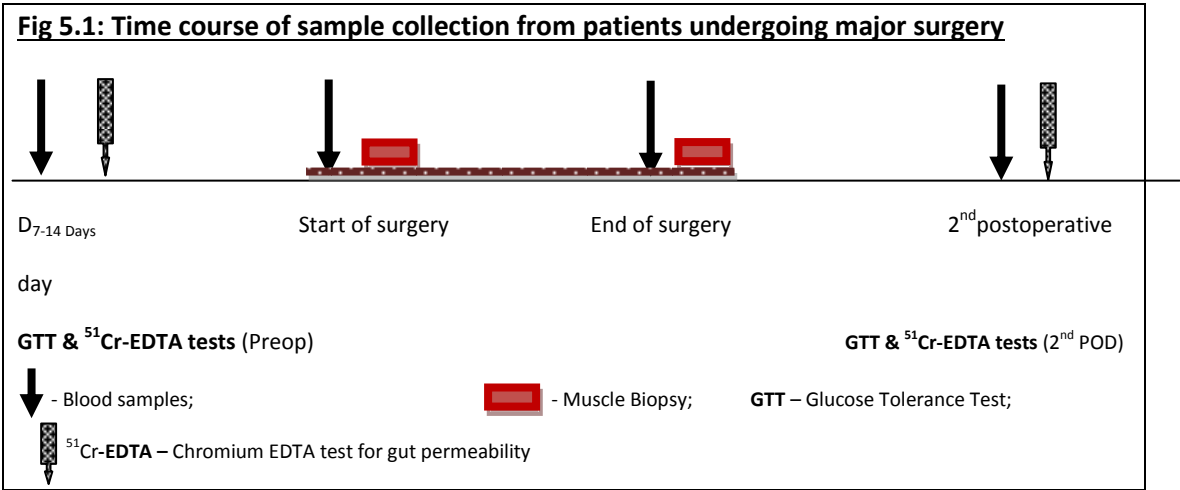 Fig 5.1: Time course of sample collection from patients undergoing major surgery
D7-14 Days Start of surgery End of surgery 2nd postoperative
day
GTT & 51Cr-EDTA tests (Preop) GTT & 51Cr-EDTA tests (2nd POD)
- Blood samples; - Muscle Biopsy; GTT – Glucose Tolerance Test;
51Cr-EDTA – Chromium EDTA test for gut permeability